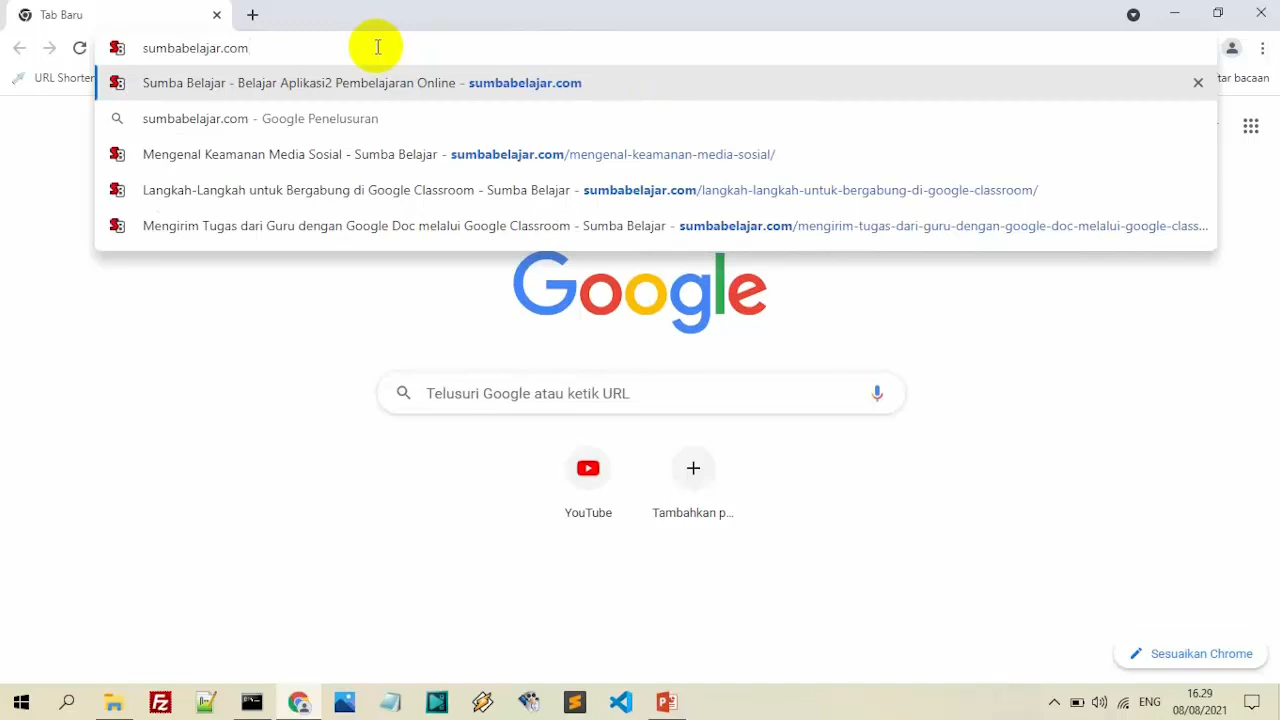 Tab Baru
sumbabelajar.com
URL Shorten
tar bacaan
Sumba Belajar - Belajar Aplikasi2 Pembelajaran Online - sumbabelajar.com
sumbabelajar.com - Google Penelusuran
Mengenal Keamanan Media Sosial - Sumba Belajar - sumbabelajar.com/mengenal-keamanan-media-sosial/
Langkah-Langkah untuk Bergabung di Google Classroom - Sumba Belajar - sumbabelajar.com/langkah-langkah-untuk-bergabung-di-google-classroom/
Mengirim Tugas dari Guru dengan Google Doc melalui Google Classroom - Sumba Belajar - sumbabelajar.com/mengirim-tugas-dari-guru-dengan-google-doc-melalui-google-class...
Google
Telusuri Google atau ketik URL
YouTube
Tambahkan p...
Sesuaikan Chrome
ENG
16.29
08/08/2021